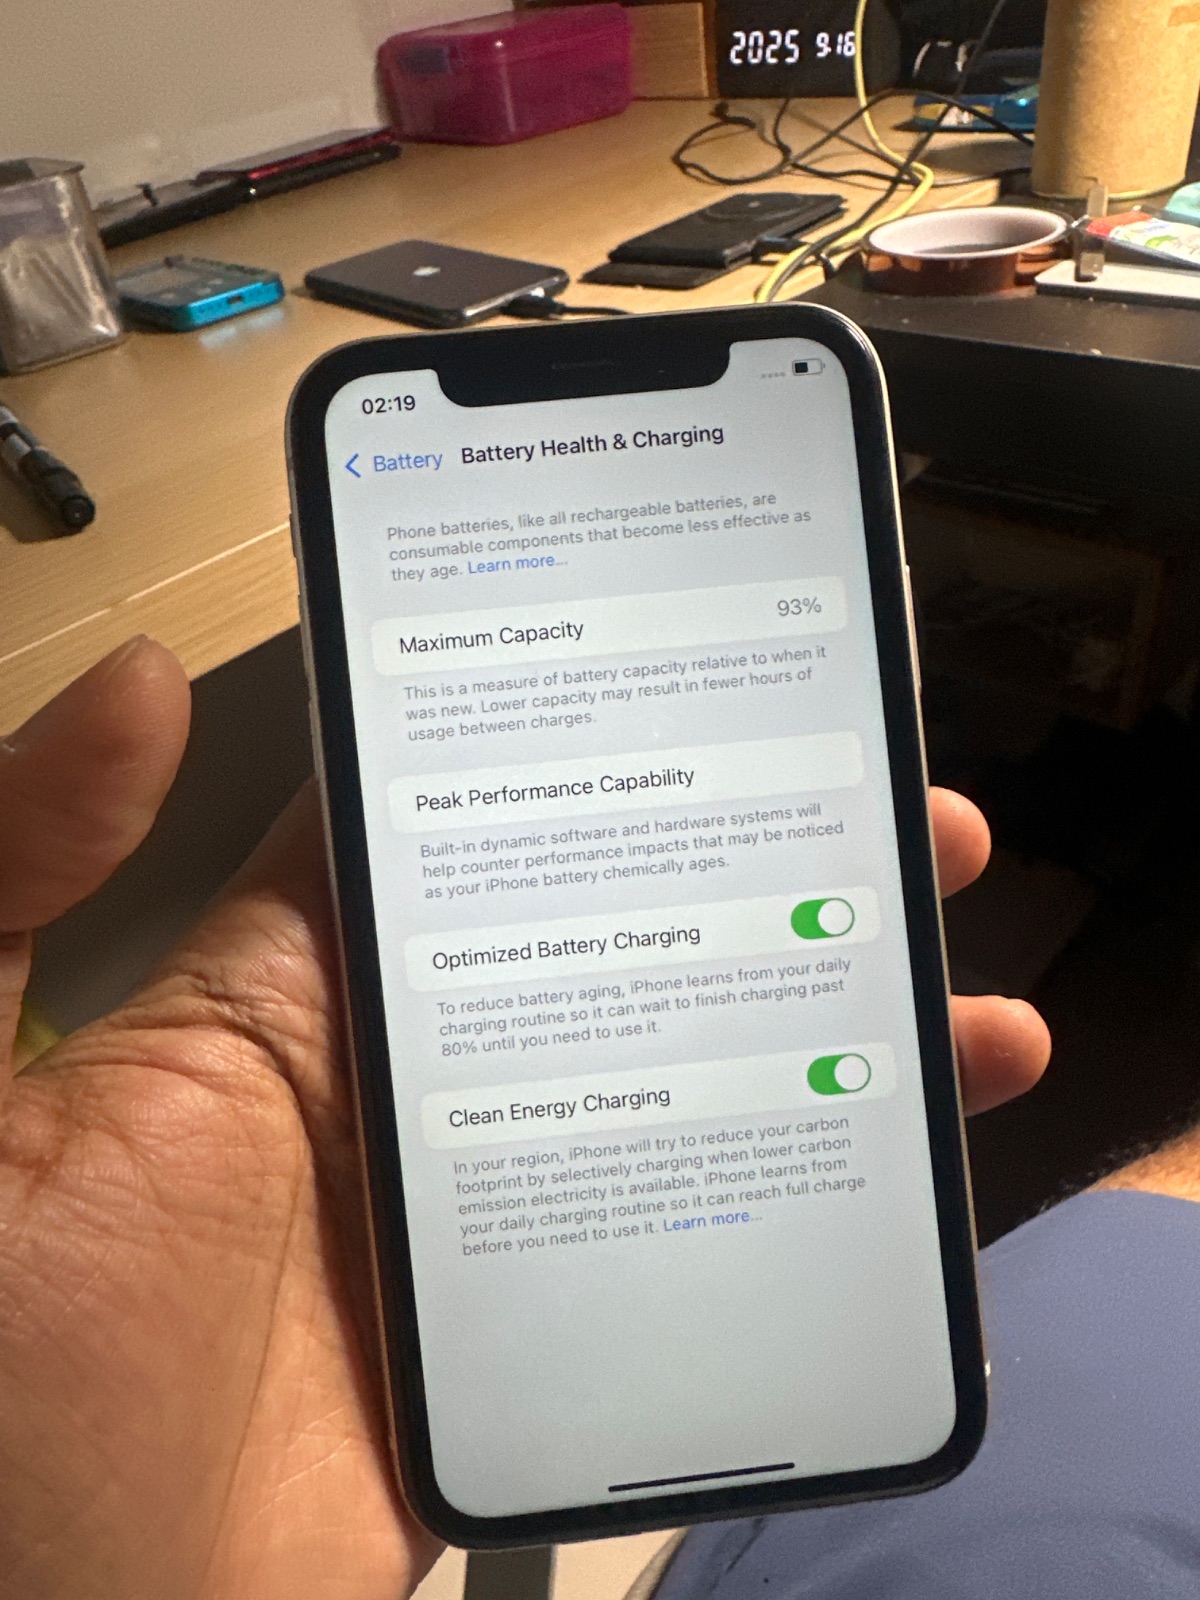 2025 9.16
02:19
Battery Battery Health & Charging
Phone batteries, like all rechargeable batteries, are
consumable components that become less effective as
they age. Learn more...
Maximum Capacity 93%
This is a measure of battery capacity relative to when it
was new. Lower capacity may result in fewer hours of
usage between charges.
Peak Performance Capability
Built-in dynamic software and hardware systems will
help counter performance impacts that may be noticed
as your iPhone battery chemically ages.
Optimized Battery Charging
To reduce battery aging, iPhone learns from your daily
charging routine so it can wait to finish charging past
80% until you need to use it.
Clean Energy Charging
In your region, iPhone will try to reduce your carbon
footprint by selectively charging when lower carbon
emission electricity is available. iPhone learns from
your daily charging routine so it can reach full charge
before you need to use it. Learn more...